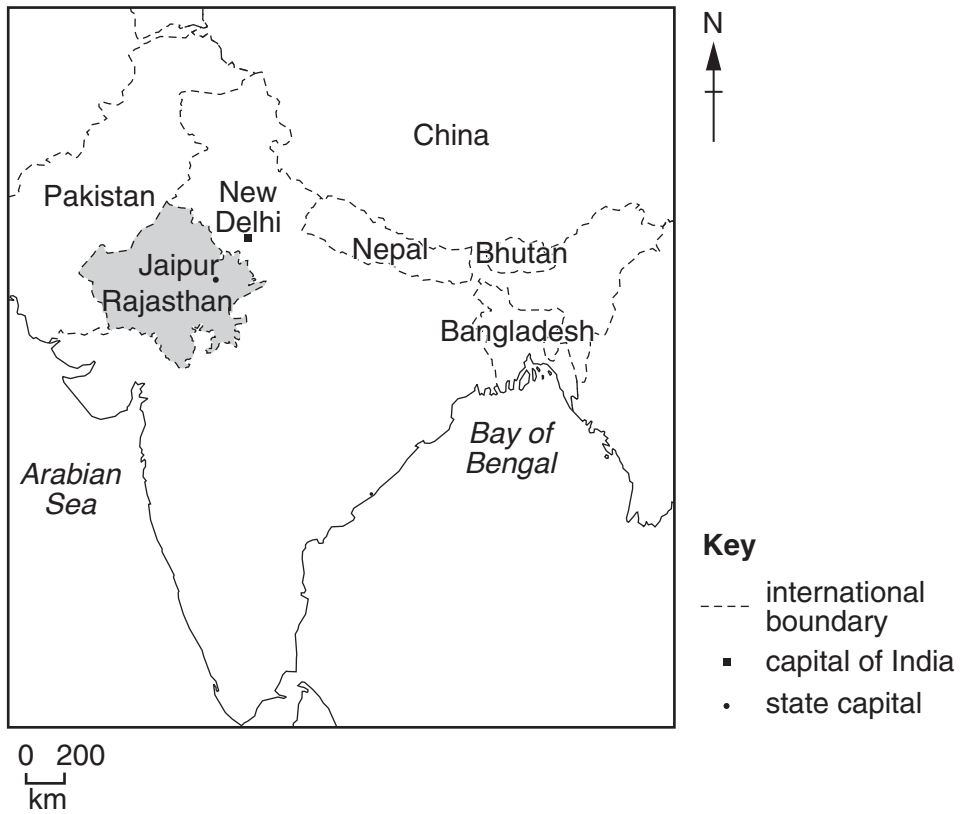 N
China
Pakistan
New
Delhi
Nepal
Bhutan
Jaipur
Rajasthan
Bangladesh
Bay of
Bengal
Arabian
Sea
Key
international
boundary
capital of India
state capital
0 200
km